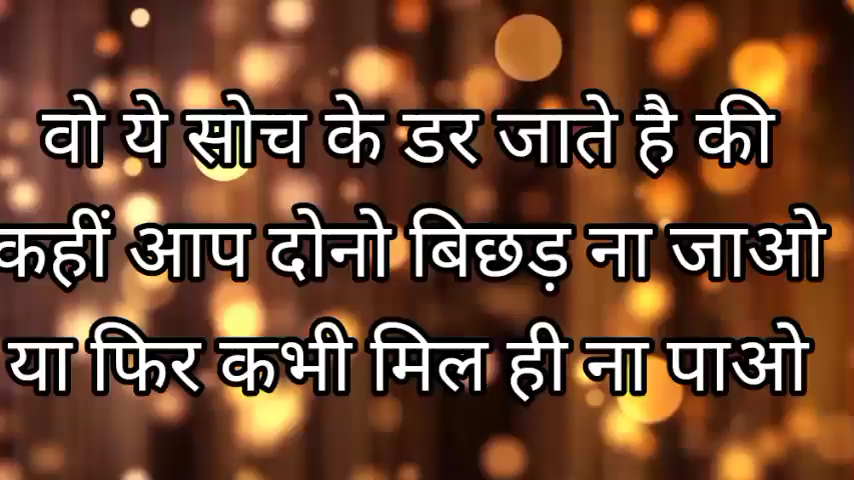 वो ये सोच के डर जाते है की
कहीं आप दोनो बिछड़ ना जाओ
या फिर कभी मिल ही ना पाओ